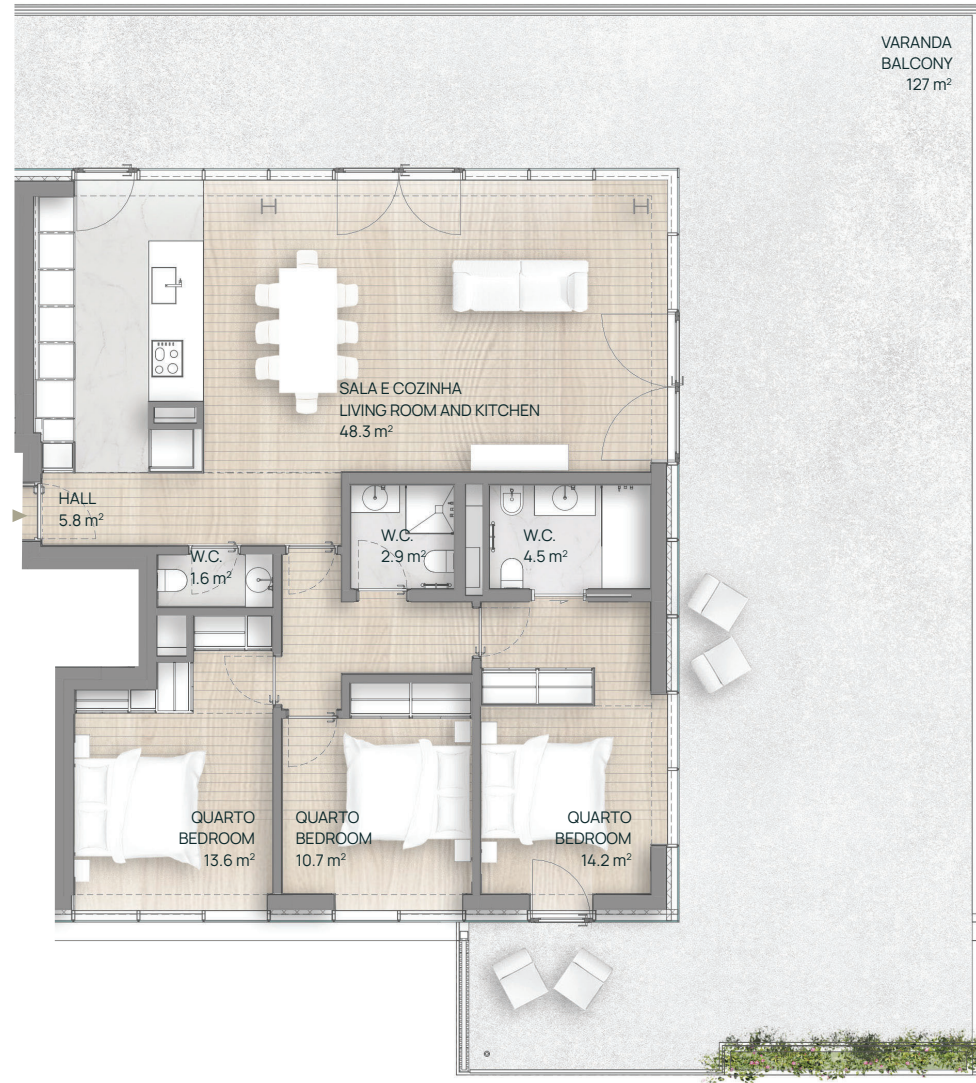 VARANDA
BALCONY
127 m²
SALA E COZINHA
LIVING ROOM AND KITCHEN
48.3 m²
HALL
5.8 m²
W.C.
2.9 m²
W.C.
4.5 m²
W.C.
1.6 m²
QUARTO
BEDROOM
13.6 m²
QUARTO
BEDROOM
10.7 m²
QUARTO
BEDROOM
14.2 m²